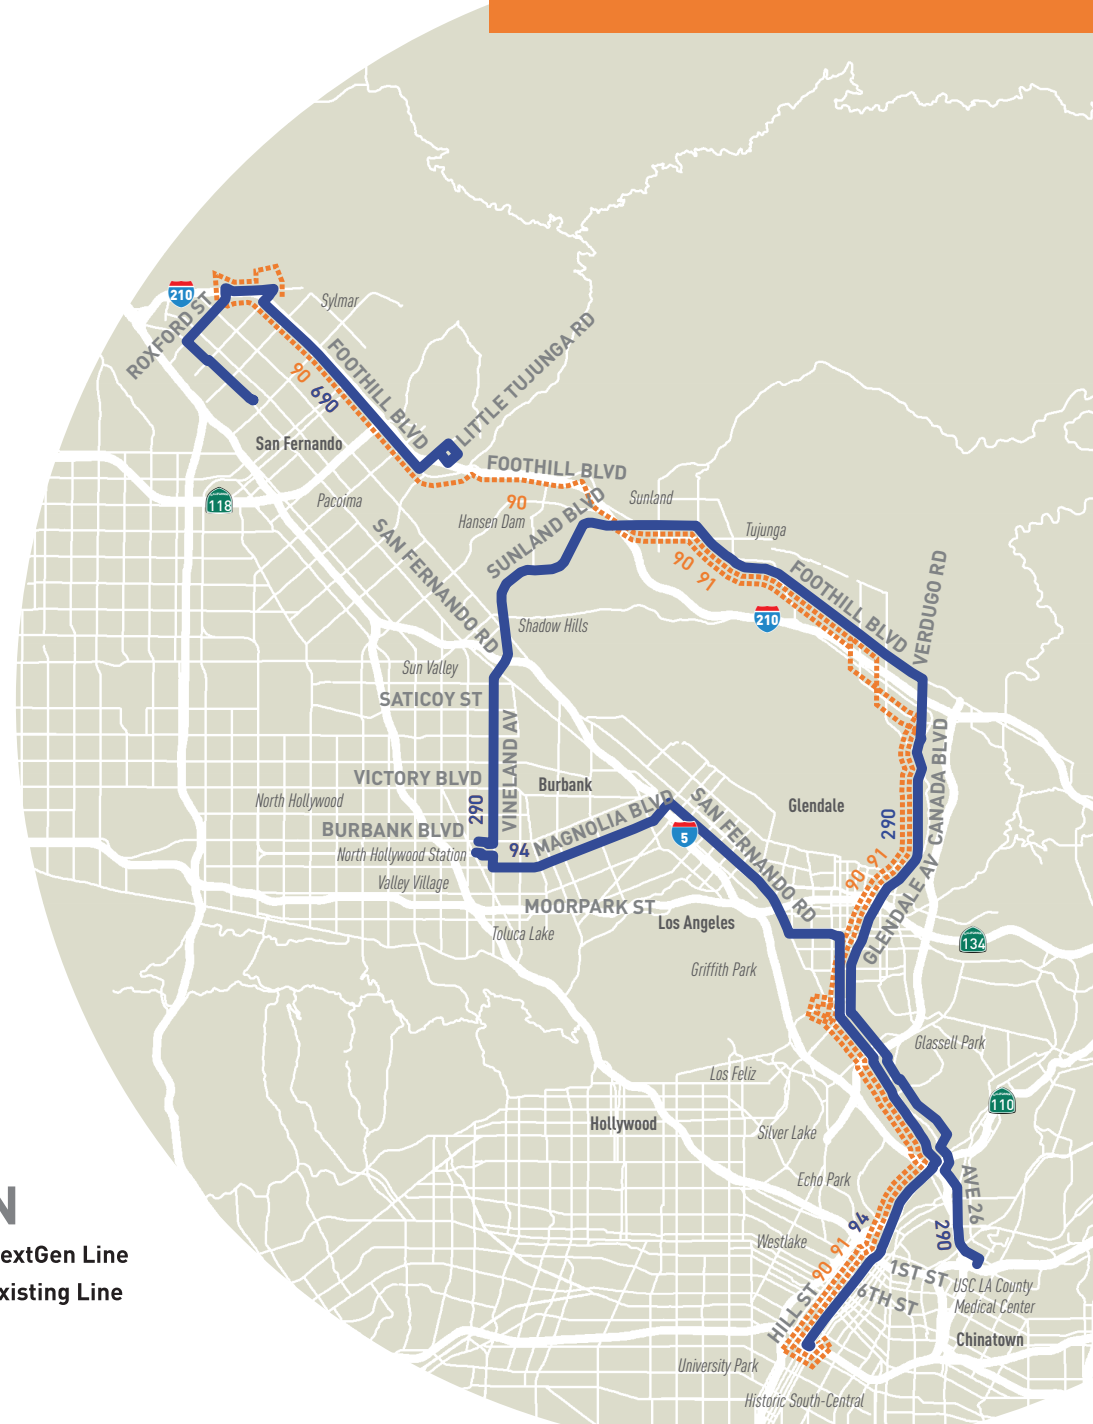 210
ROXFORD ST
Sylmar
90
690
FOOTHILL BLVD
LITTLE TUJUNGA RD
San Fernando
FOOTHILL BLVD
118
Pacoima
90
Hansen Dam
SUNLAND BLVD
Sunland
Tujunga
SAN FERNANDO RD
90 91
FOOTHILL BLVD
VERDUGO RD
210
Shadow Hills
Sun Valley
SATICOY ST
VINELAND AV
CANADA BLVD
VICTORY BLVD
Burbank
290
North Hollywood
Glendale
BURBANK BLVD
MAGNOLIA BLVD
SAN FERNANDO RD
5
290
North Hollywood Station
94
90 91
Valley Village
GLENDALE AV
MOORPARK ST
Los Angeles
Toluca Lake
134
Griffith Park
Glassell Park
Los Feliz
110
Hollywood
Silver Lake
Echo Park
AVE 26
N
Westlake
90 91 94
290
extGen Line
1ST ST
USC LA County
Medical Center
xisting Line
6TH ST
HILL ST
Chinatown
University Park
Historic South-Central